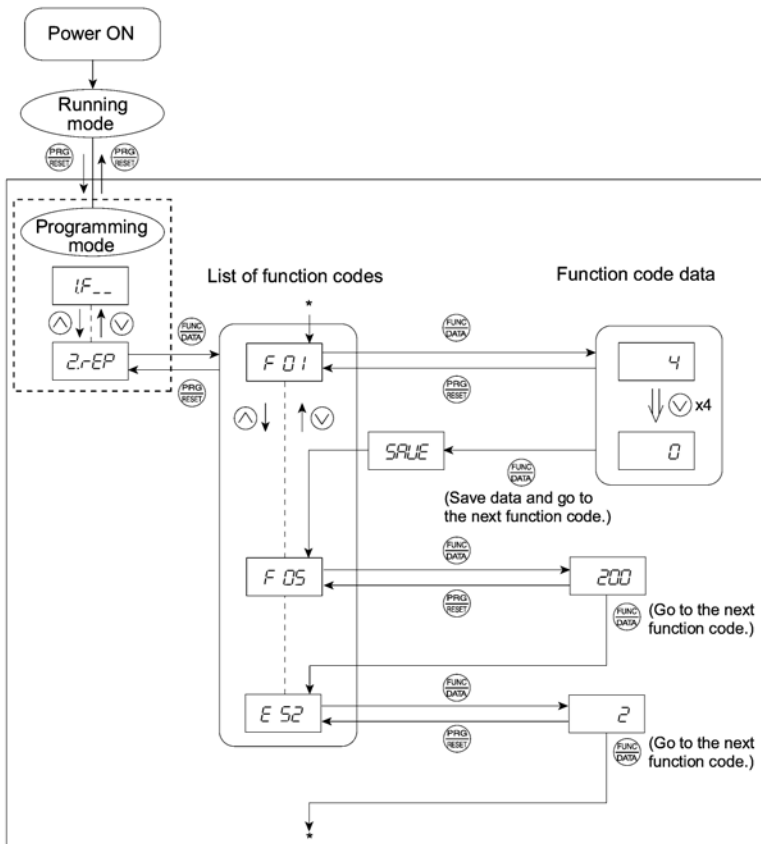 Power ON
Running
mode
PRG
RESET
PRG
RESET
Programming
mode
1.F__
2.rEP
FUNC
DATA
PRG
RESET
List of function codes
*
F 01
FUNC
DATA
PRG
RESET
Function code data
4
x4
0
SAVE
FUNC
DATA
(Save data and go to
the next function code.)
F 05
FUNC
DATA
PRG
RESET
200
FUNC
DATA
(Go to the next
function code.)
E 52
FUNC
DATA
PRG
RESET
2
FUNC
DATA
(Go to the next
function code.)
*